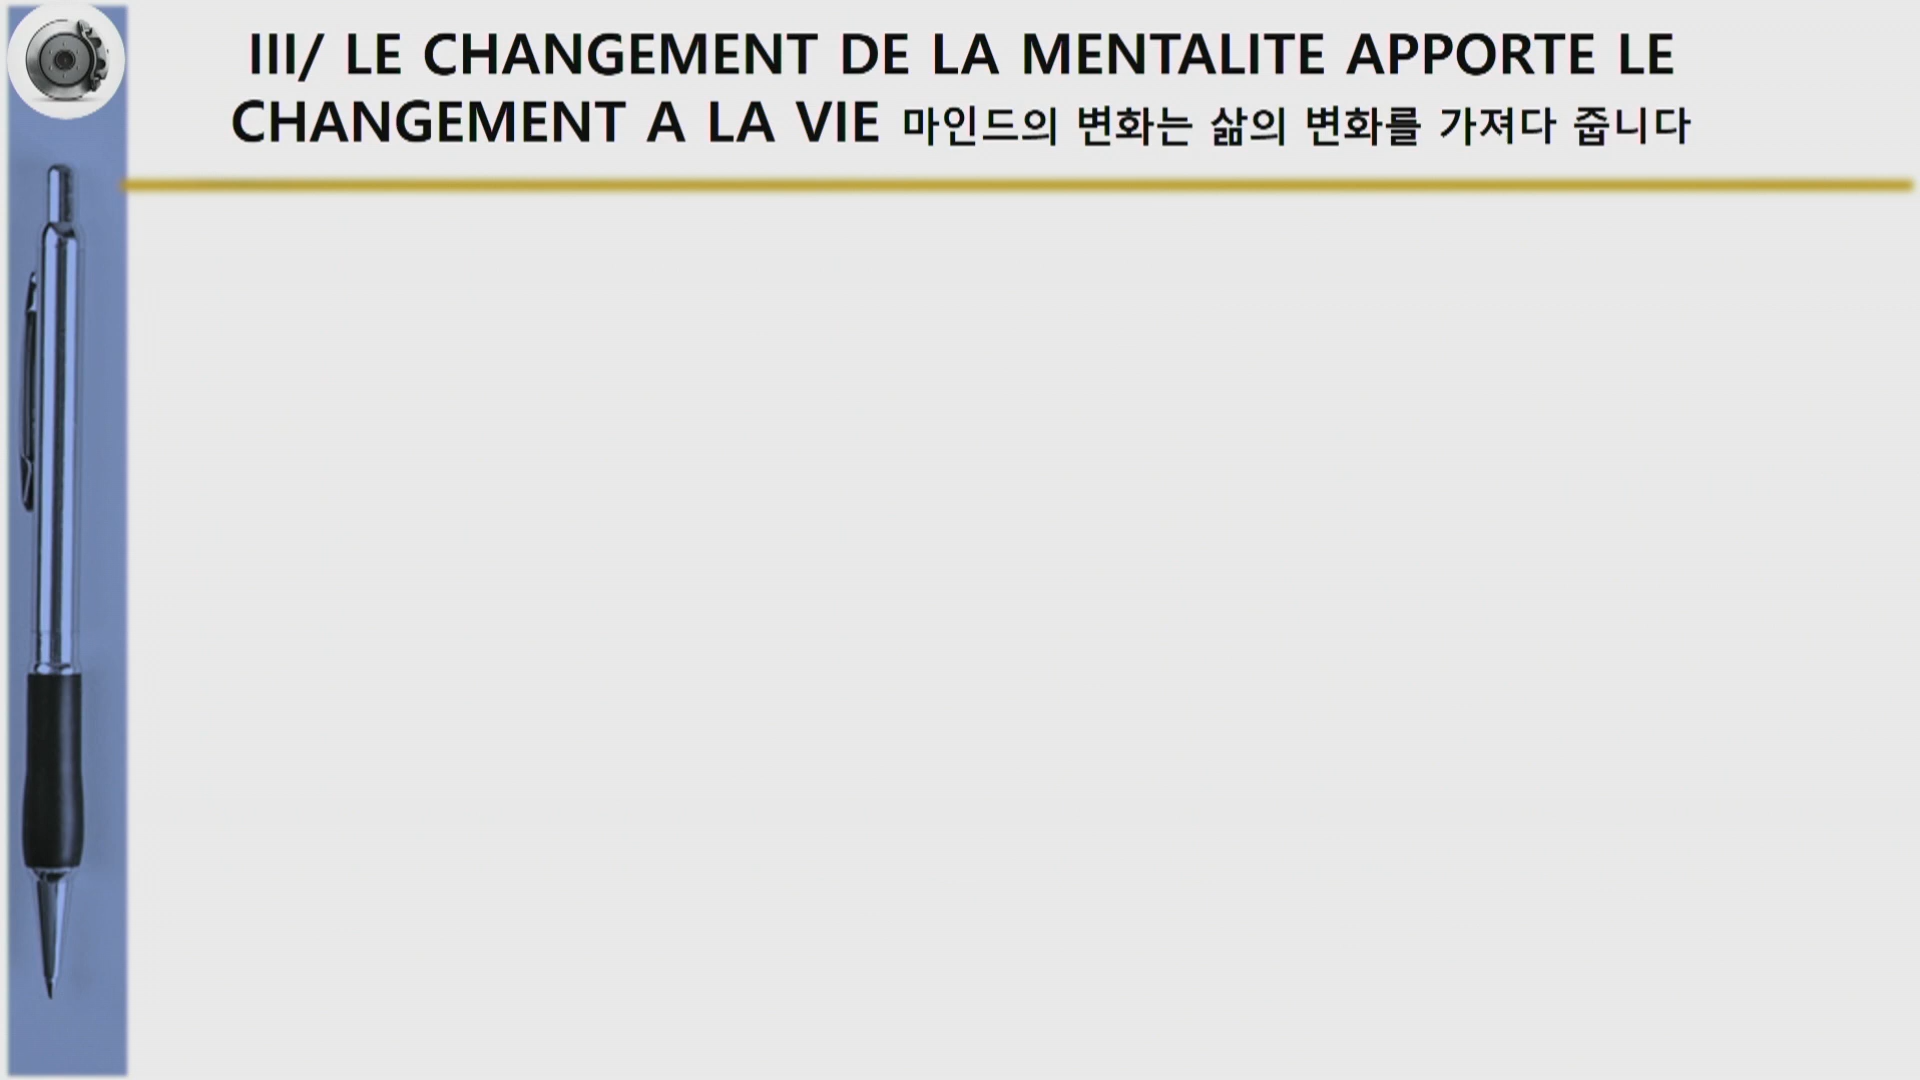 III/ LE CHANGEMENT DE LA MENTALITE APPORTE LE
CHANGEMENT A LA VIE 마인드의 변화는 삶의 변화를 가져다 줍니다